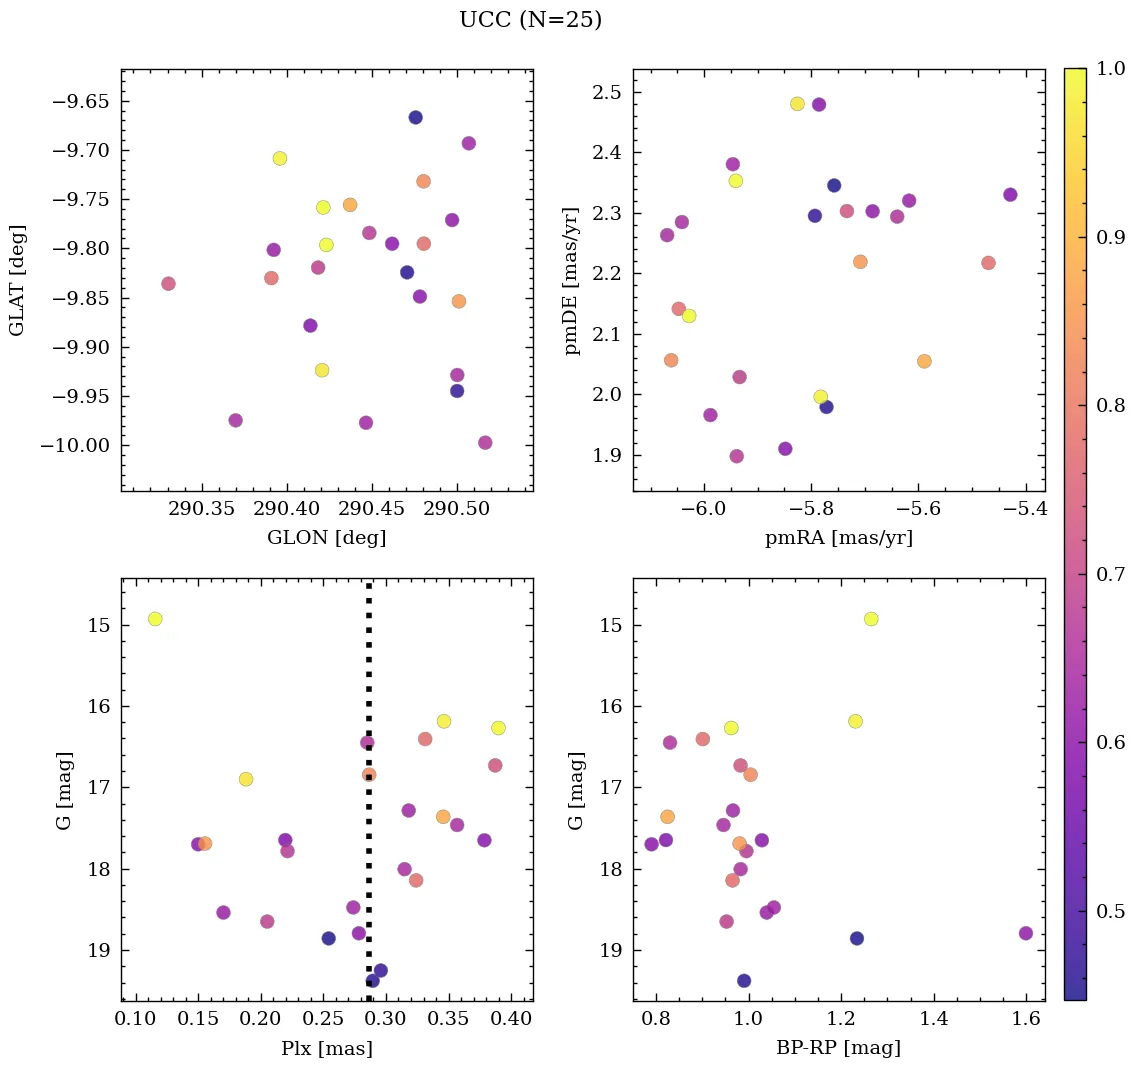 UCC (N=25)
−9.65
−9.70
−9.75
−9.80
−9.85
−9.90
−9.95
−10.00
GLAT [deg]
290.35 290.40 290.45 290.50
GLON [deg]
2.5
2.4
2.3
2.2
2.1
2.0
1.9
pmDE [mas/yr]
−6.0 −5.8 −5.6 −5.4
pmRA [mas/yr]
15
16
17
18
19
G [mag]
0.10 0.15 0.20 0.25 0.30 0.35 0.40
Plx [mas]
15
16
17
18
19
G [mag]
0.8 1.0 1.2 1.4 1.6
BP-RP [mag]
1.0
0.9
0.8
0.7
0.6
0.5